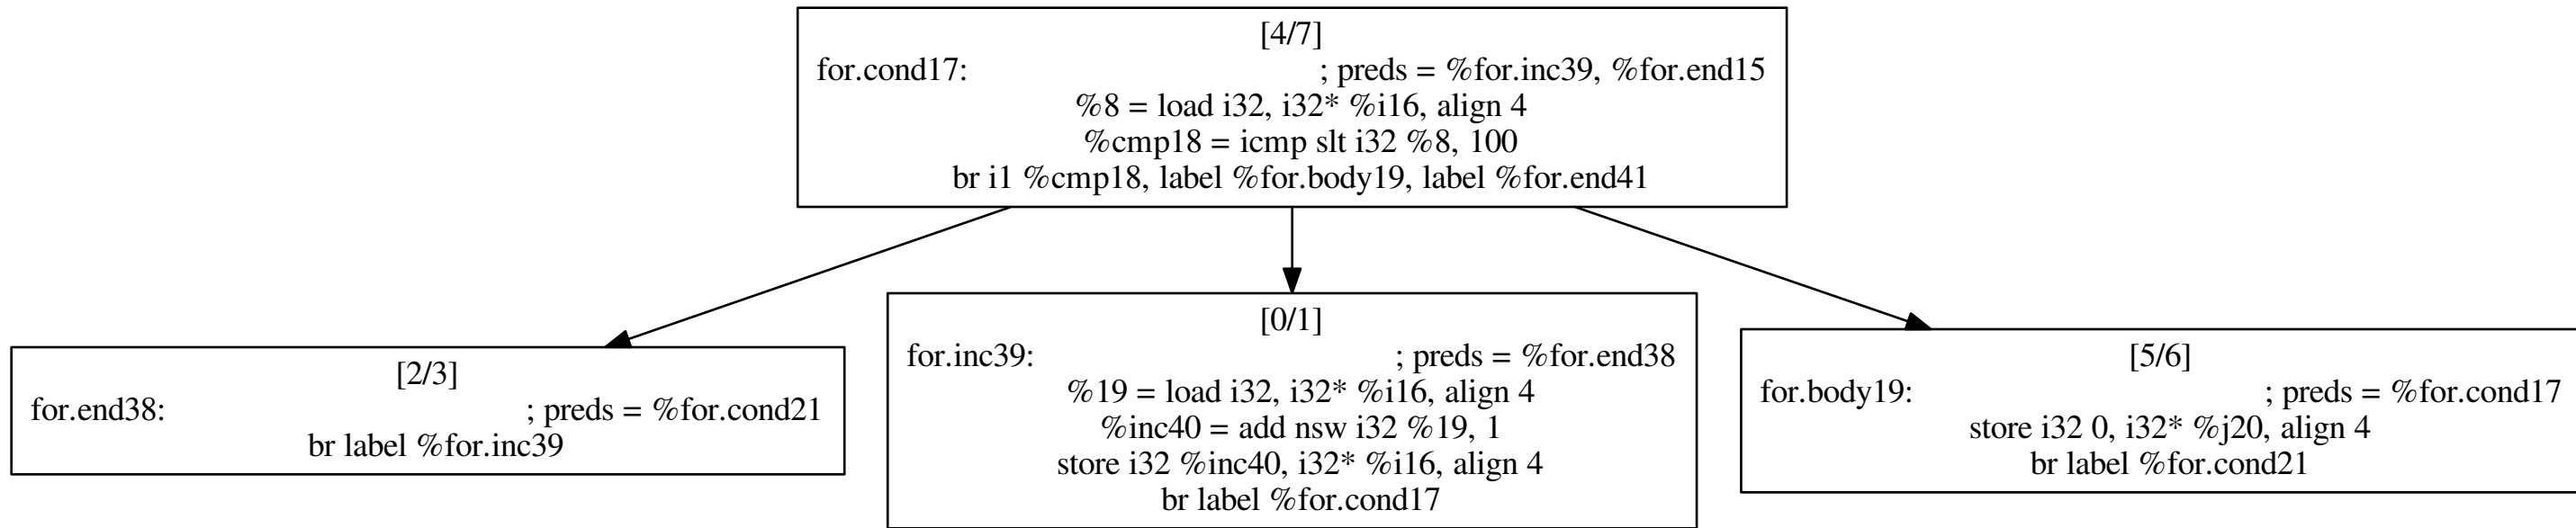 [4/7]
for.cond17:                                             ; preds = %for.inc39, %for.end15
%8 = load i32, i32* %i16, align 4
%cmp18 = icmp slt i32 %8, 100
br i1 %cmp18, label %for.body19, label %for.end41
[2/3]
for.end38:                                              ; preds = %for.cond21
br label %for.inc39
[0/1]
for.inc39:                                              ; preds = %for.end38
%19 = load i32, i32* %i16, align 4
%inc40 = add nsw i32 %19, 1
store i32 %inc40, i32* %i16, align 4
br label %for.cond17
[5/6]
for.body19:                                             ; preds = %for.cond17
store i32 0, i32* %j20, align 4
br label %for.cond21